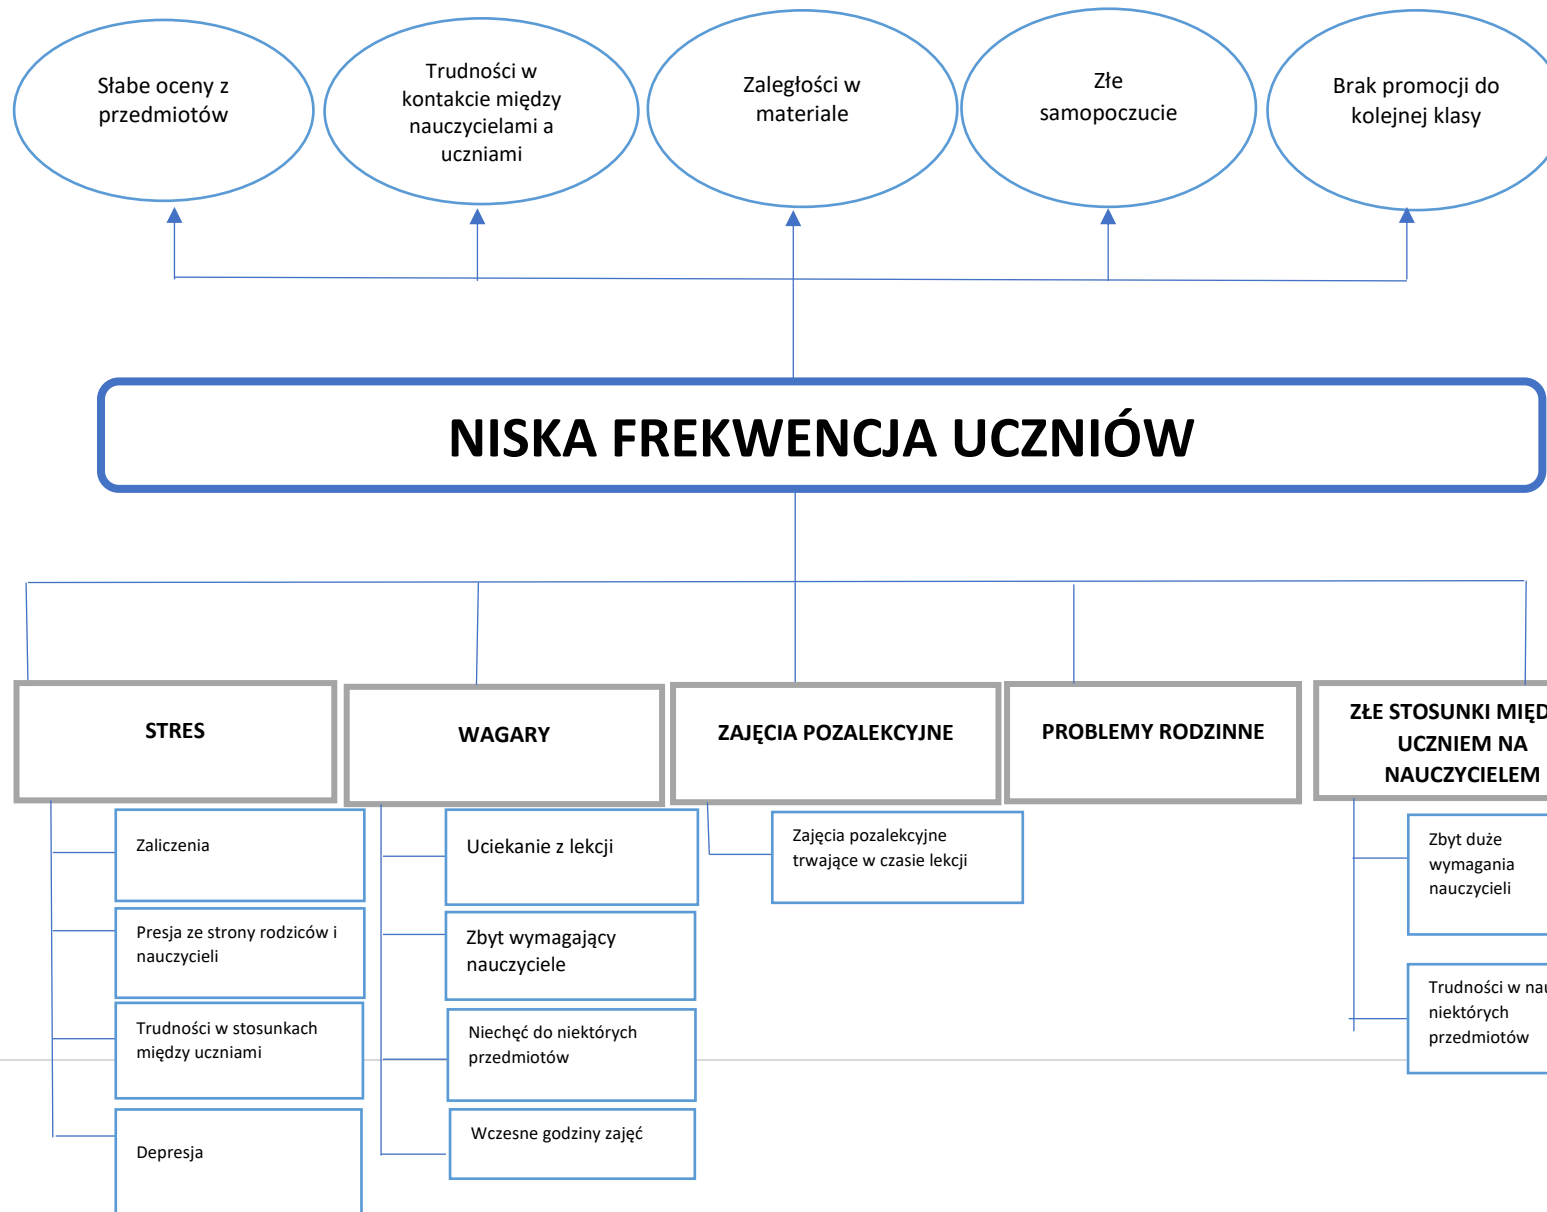 Słabe oceny z
przedmiotów
Trudności w
kontakcie między
nauczycielami a
uczniami
Zaległości w
materiale
Złe
samopoczucie
Brak promocji do
kolejnej klasy
NISKA FREKWENCJA UCZNIÓW
STRES
WAGARY
ZAJĘCIA POZALEKCYJNE
PROBLEMY RODZINNE
ZŁE STOSUNKI
UCZNIEM NA
NAUCZYCIELEM
Zaliczenia
Presja ze strony rodziców i
nauczycieli
Trudności w stosunkach
między uczniami
Depresja
Uciekanie z lekcji
Zbyt wymagający
nauczyciele
Niechęć do niektórych
przedmiotów
Wczesne godziny zajęć
Zajęcia pozalekcyjne
trwające w czasie lekcji
Zbyt duże
wymagania
nauczycieli
Trudności w
niektórych
przedmiotów